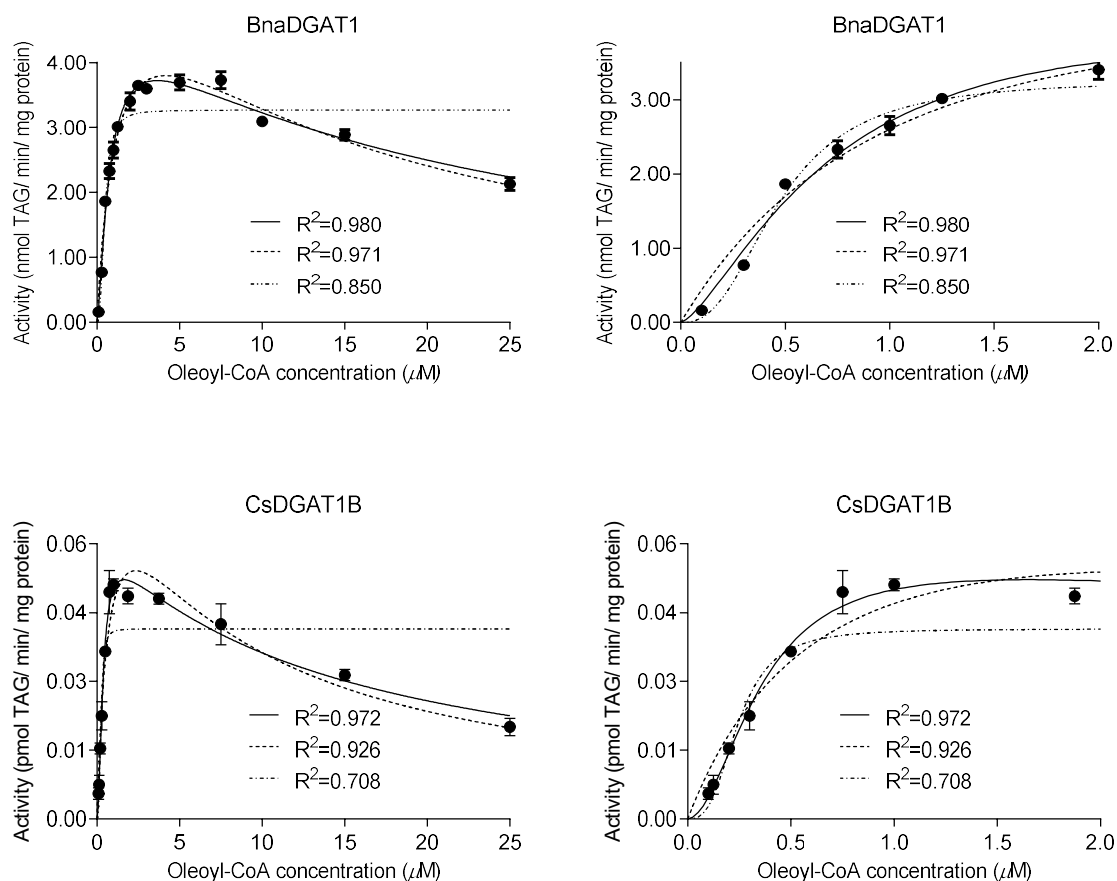 BnaDGAT1
Activity (nmol TAG/ min/ mg protein)
4.00
3.00
2.00
1.00
0.00
R²=0.980
R²=0.971
R²=0.850
0 5 10 15 20 25
Oleoyl-CoA concentration (μM)
BnaDGAT1
Activity (nmol TAG/ min/ mg protein)
3.00
2.00
1.00
0.00
R²=0.980
R²=0.971
R²=0.850
0.0 0.5 1.0 1.5 2.0
Oleoyl-CoA concentration (μM)
CsDGAT1B
Activity (pmol TAG/ min/ mg protein)
0.06
0.04
0.03
0.01
0.00
R²=0.972
R²=0.926
R²=0.708
0 5 10 15 20 25
Oleoyl-CoA concentration (μM)
CsDGAT1B
Activity (pmol TAG/ min/ mg protein)
0.06
0.04
0.03
0.01
0.00
R²=0.972
R²=0.926
R²=0.708
0.0 0.5 1.0 1.5 2.0
Oleoyl-CoA concentration (μM)